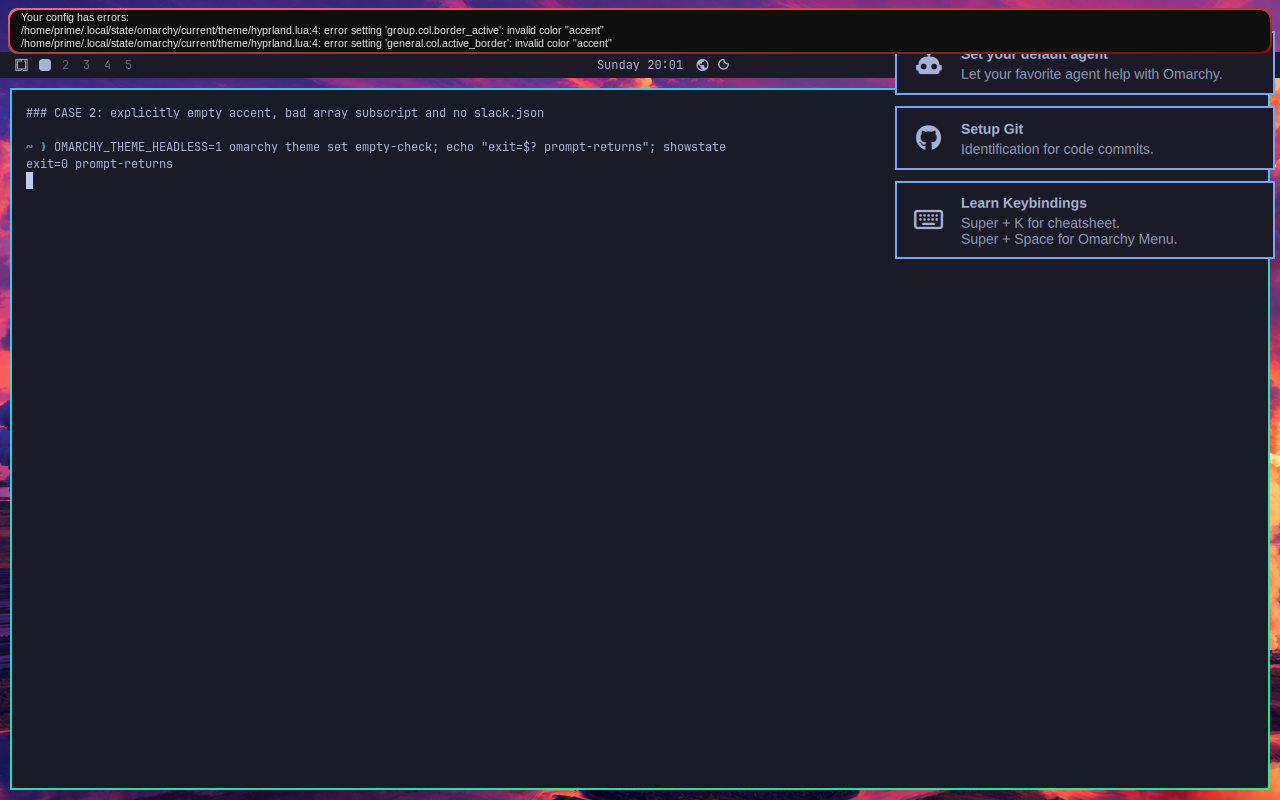 Your config has errors:
/home/prime/.local/state/omarchy/current/theme/hyprland.lua:4: error setting 'group.col.border_active': invalid color "accent"
/home/prime/.local/state/omarchy/current/theme/hyprland.lua:4: error setting 'general.col.active_border': invalid color "accent"
2 3 4 5
Sunday 20:01
Set your default agent
Let your favorite agent help with Omarchy.
Setup Git
Identification for code commits.
Learn Keybindings
Super + K for cheatsheet.
Super + Space for Omarchy Menu.
### CASE 2: explicitly empty accent, bad array subscript and no slack.json
~ ❯ OMARCHY_THEME_HEADLESS=1 omarchy theme set empty-check; echo "exit=$? prompt-returns"; showstate
exit=0 prompt-returns